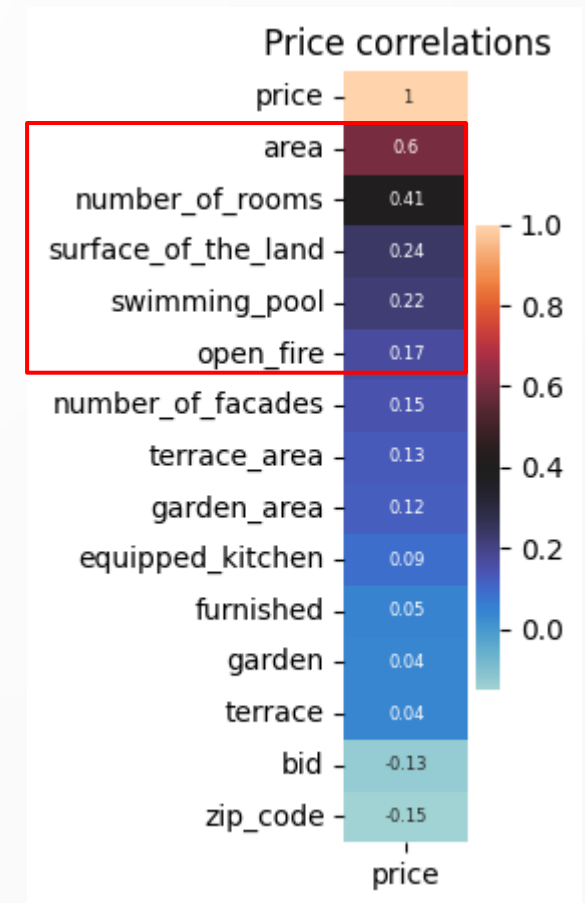 Price correlations
price 1
area 0.6
number_of_rooms 0.41
surface_of_the_land 0.24
swimming_pool 0.22
open_fire 0.17
number_of_facades 0.15
terrace_area 0.13
garden_area 0.12
equipped_kitchen 0.09
furnished 0.05
garden 0.04
terrace 0.04
bid -0.13
zip_code -0.15
price
1.0
0.8
0.6
0.4
0.2
0.0